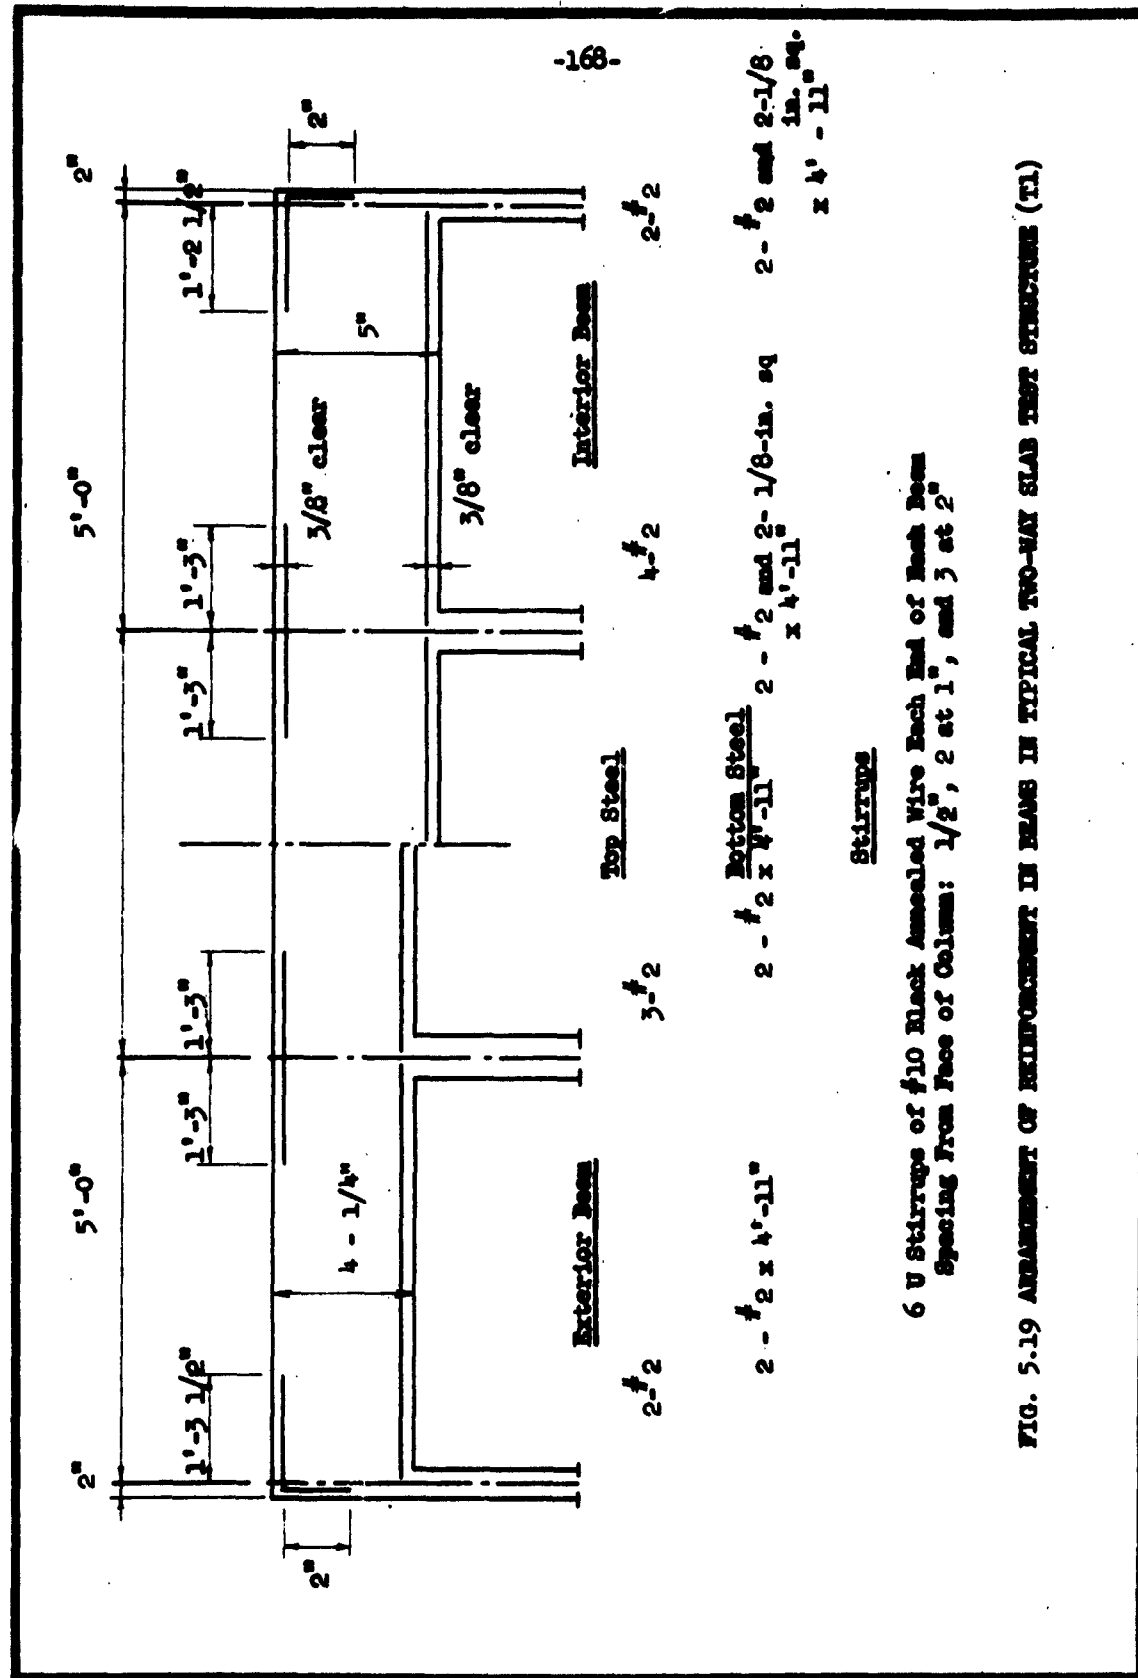 -168-
2"
5'-0"
5'-0"
2"
1'-3 1/2"
1'-3"
1'-3"
1'-3"
1'-3"
1'-2 1/2"
2"
2"
4 - 1/4"
3/8" clear
5"
3/8" clear
Exterior Beam
Interior Beam
Top Steel
2-#2
3-#2
4-#2
2-#2
Bottom Steel
2 - #2 x 4'-11"
2 - #2 x 4'-11"
2 - #2 and 2- 1/8-in. sq
x 4'-11"
2- #2 and 2-1/8
in. sq.
x 4' - 11"
Stirrups
6 U Stirrups of #10 Black Annealed Wire Each End of Each Beam
Spacing From Face of Column: 1/2", 2 at 1", and 3 at 2"
FIG. 5.19 ARRANGEMENT OF REINFORCEMENT IN BEAMS IN TYPICAL TWO-WAY SLAB TEST STRUCTURE (T1)